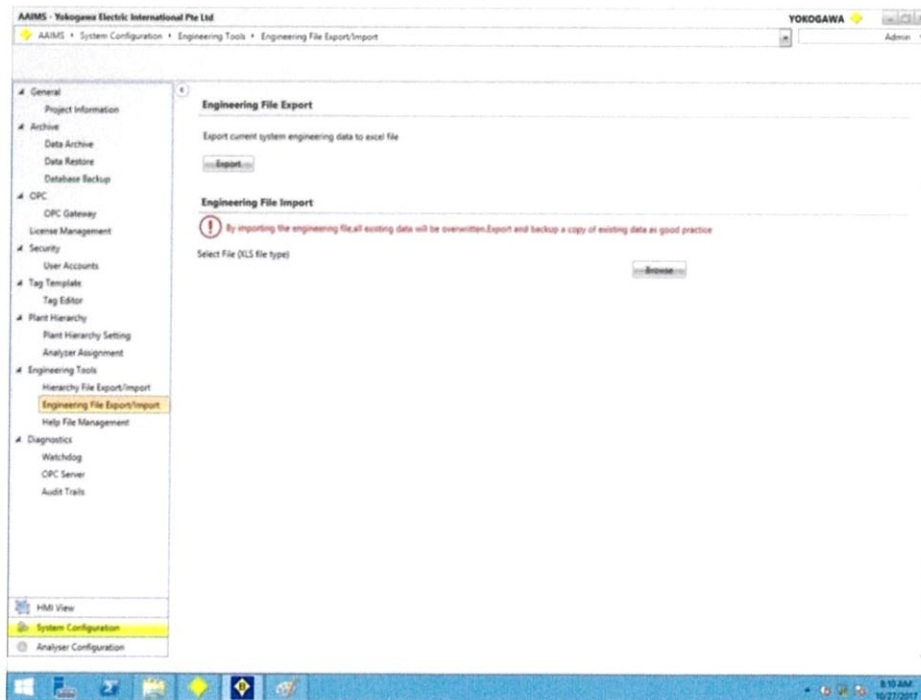 AAIMS - Yokogawa Electric International Pte Ltd
YOKOGAWA
AAIMS System Configuration Engineering Tools Engineering File Export/Import
Admin
General
Project Information
Archive
Data Archive
Data Restore
Database Backup
OPC
OPC Gateway
License Management
Security
User Accounts
Tag Template
Tag Editor
Plant Hierarchy
Plant Hierarchy Setting
Analyzer Assignment
Engineering Tools
Hierarchy File Export/Import
Engineering File Export/Import
Help File Management
Diagnostics
Watchdog
OPC Server
Audit Trails
HMI View
System Configuration
Analyser Configuration
Engineering File Export
Export current system engineering data to excel file
Export
Engineering File Import
! By importing the engineering file,all existing data will be overwritten.Export and backup a copy of existing data as good practice
Select File (XLS file type)
Browse
8:10 AM
10/27/2017